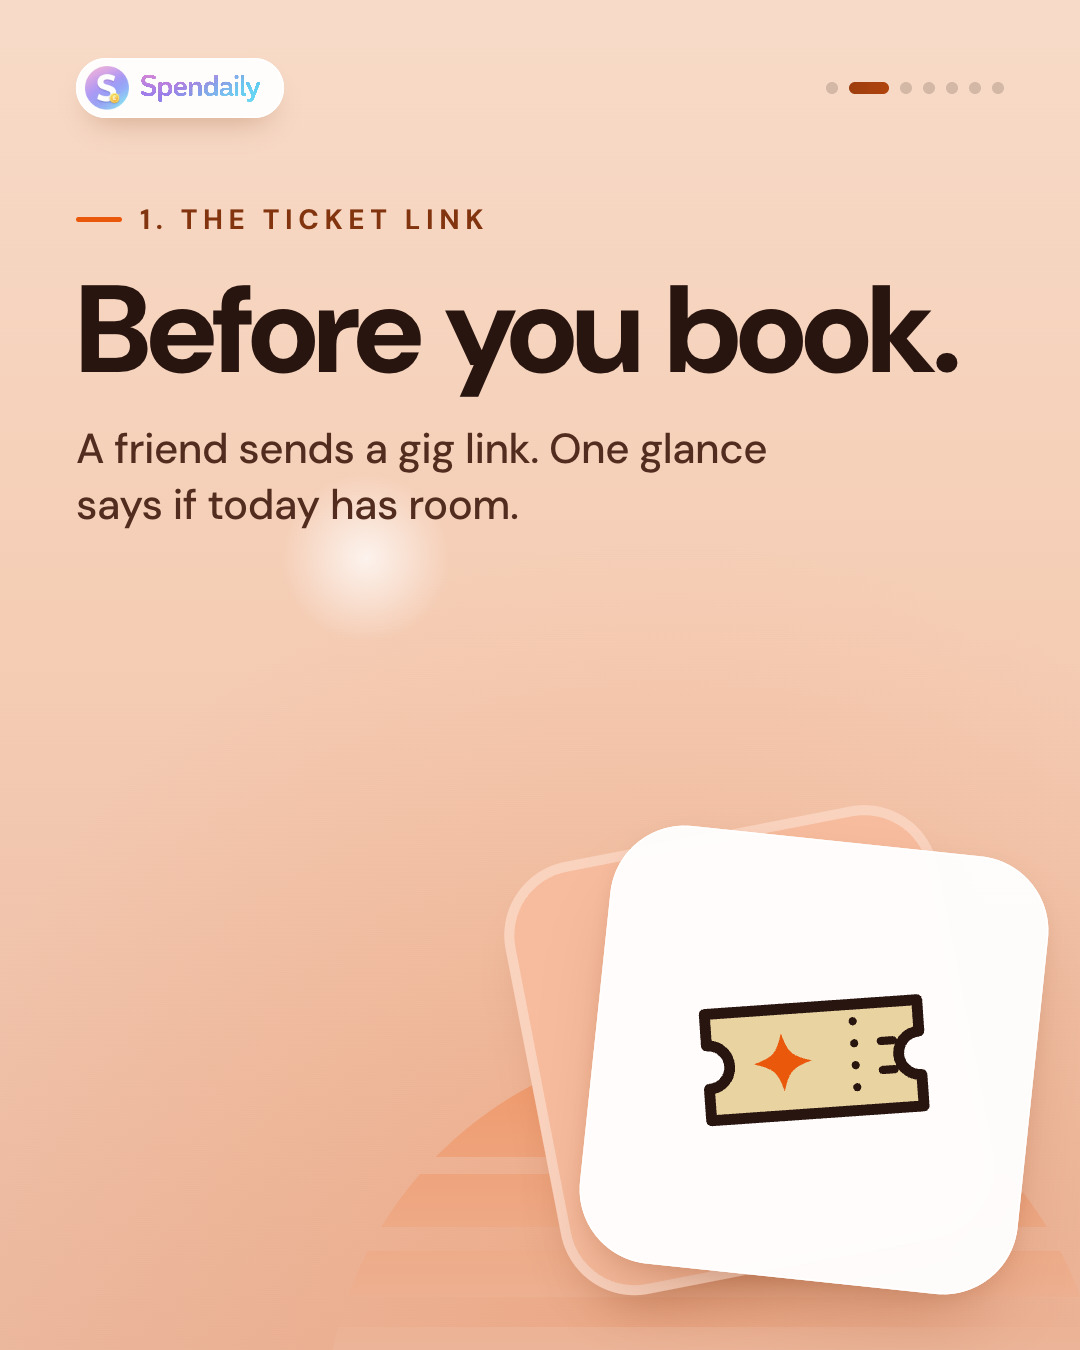 Spendaily
1. THE TICKET LINK
Before you book.
A friend sends a gig link. One glance
says if today has room.